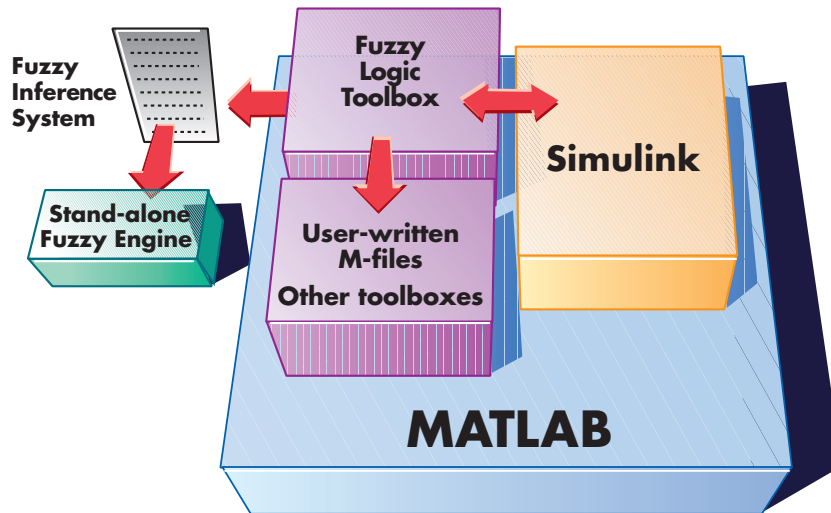 Fuzzy
Inference
System
Fuzzy
Logic
Toolbox
Simulink
Stand-alone
Fuzzy Engine
User-written
M-files
Other toolboxes
MATLAB